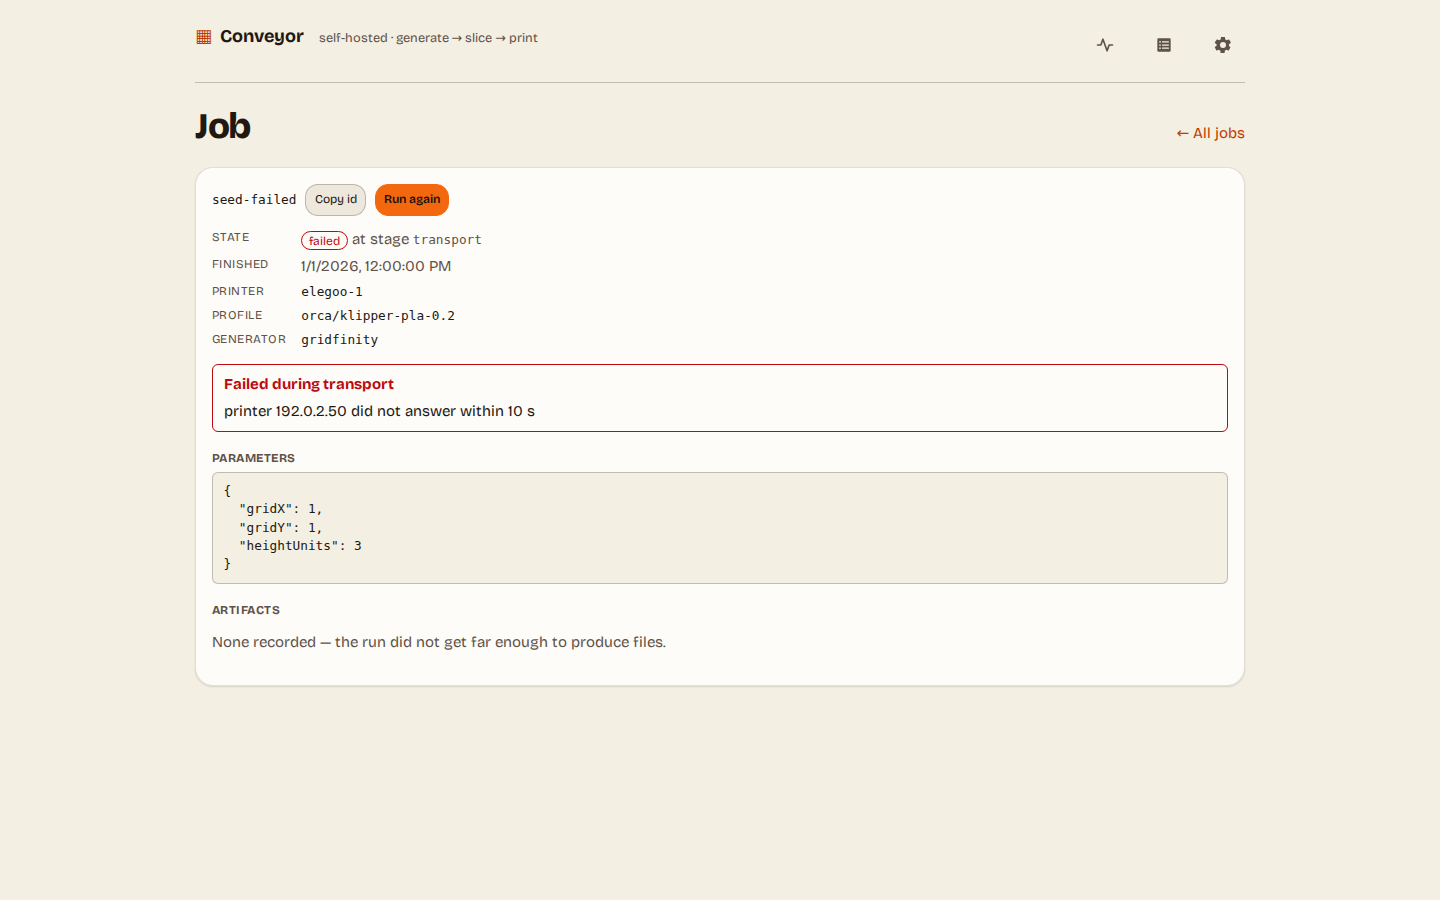 Conveyor self-hosted · generate → slice → print
Job
← All jobs
seed-failed Copy id Run again
STATE failed at stage transport
FINISHED 1/1/2026, 12:00:00 PM
PRINTER elegoo-1
PROFILE orca/klipper-pla-0.2
GENERATOR gridfinity
Failed during transport
printer 192.0.2.50 did not answer within 10 s
PARAMETERS
{
  "gridX": 1,
  "gridY": 1,
  "heightUnits": 3
}
ARTIFACTS
None recorded — the run did not get far enough to produce files.